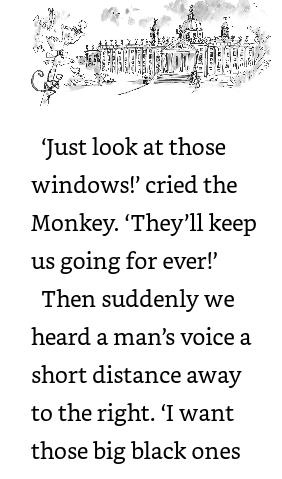 ‘Just look at those
windows!’ cried the
Monkey. ‘They’ll keep
us going for ever!’
Then suddenly we
heard a man’s voice a
short distance away
to the right. ‘I want
those big black ones